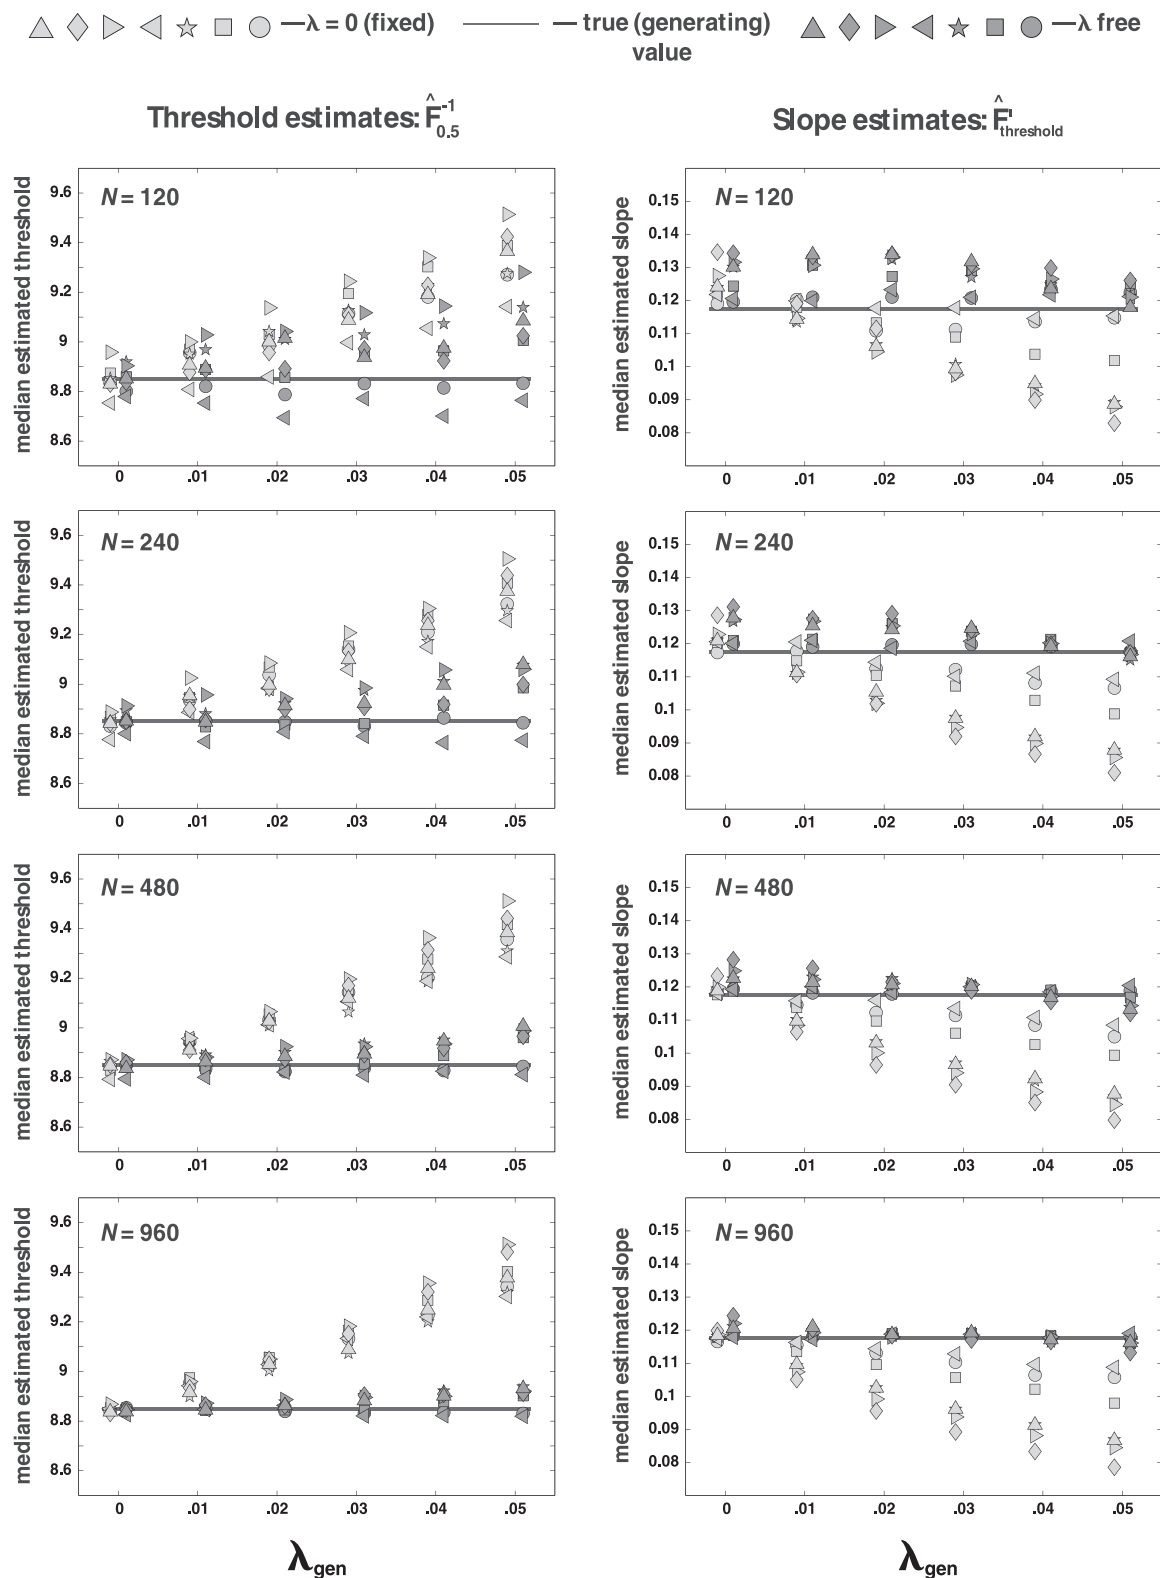 λ = 0 (fixed) true (generating) value λ free
Threshold estimates: F̂⁻¹₀.₅
Slope estimates: F̂'threshold
median estimated threshold
N = 120
9.6
9.4
9.2
9
8.8
8.6
0 .01 .02 .03 .04 .05
median estimated slope
N = 120
0.15
0.14
0.13
0.12
0.11
0.1
0.09
0.08
0 .01 .02 .03 .04 .05
median estimated threshold
N = 240
9.6
9.4
9.2
9
8.8
8.6
0 .01 .02 .03 .04 .05
median estimated slope
N = 240
0.15
0.14
0.13
0.12
0.11
0.1
0.09
0.08
0 .01 .02 .03 .04 .05
median estimated threshold
N = 480
9.6
9.4
9.2
9
8.8
8.6
0 .01 .02 .03 .04 .05
median estimated slope
N = 480
0.15
0.14
0.13
0.12
0.11
0.1
0.09
0.08
0 .01 .02 .03 .04 .05
median estimated threshold
N = 960
9.6
9.4
9.2
9
8.8
8.6
0 .01 .02 .03 .04 .05
λgen
median estimated slope
N = 960
0.15
0.14
0.13
0.12
0.11
0.1
0.09
0.08
0 .01 .02 .03 .04 .05
λgen